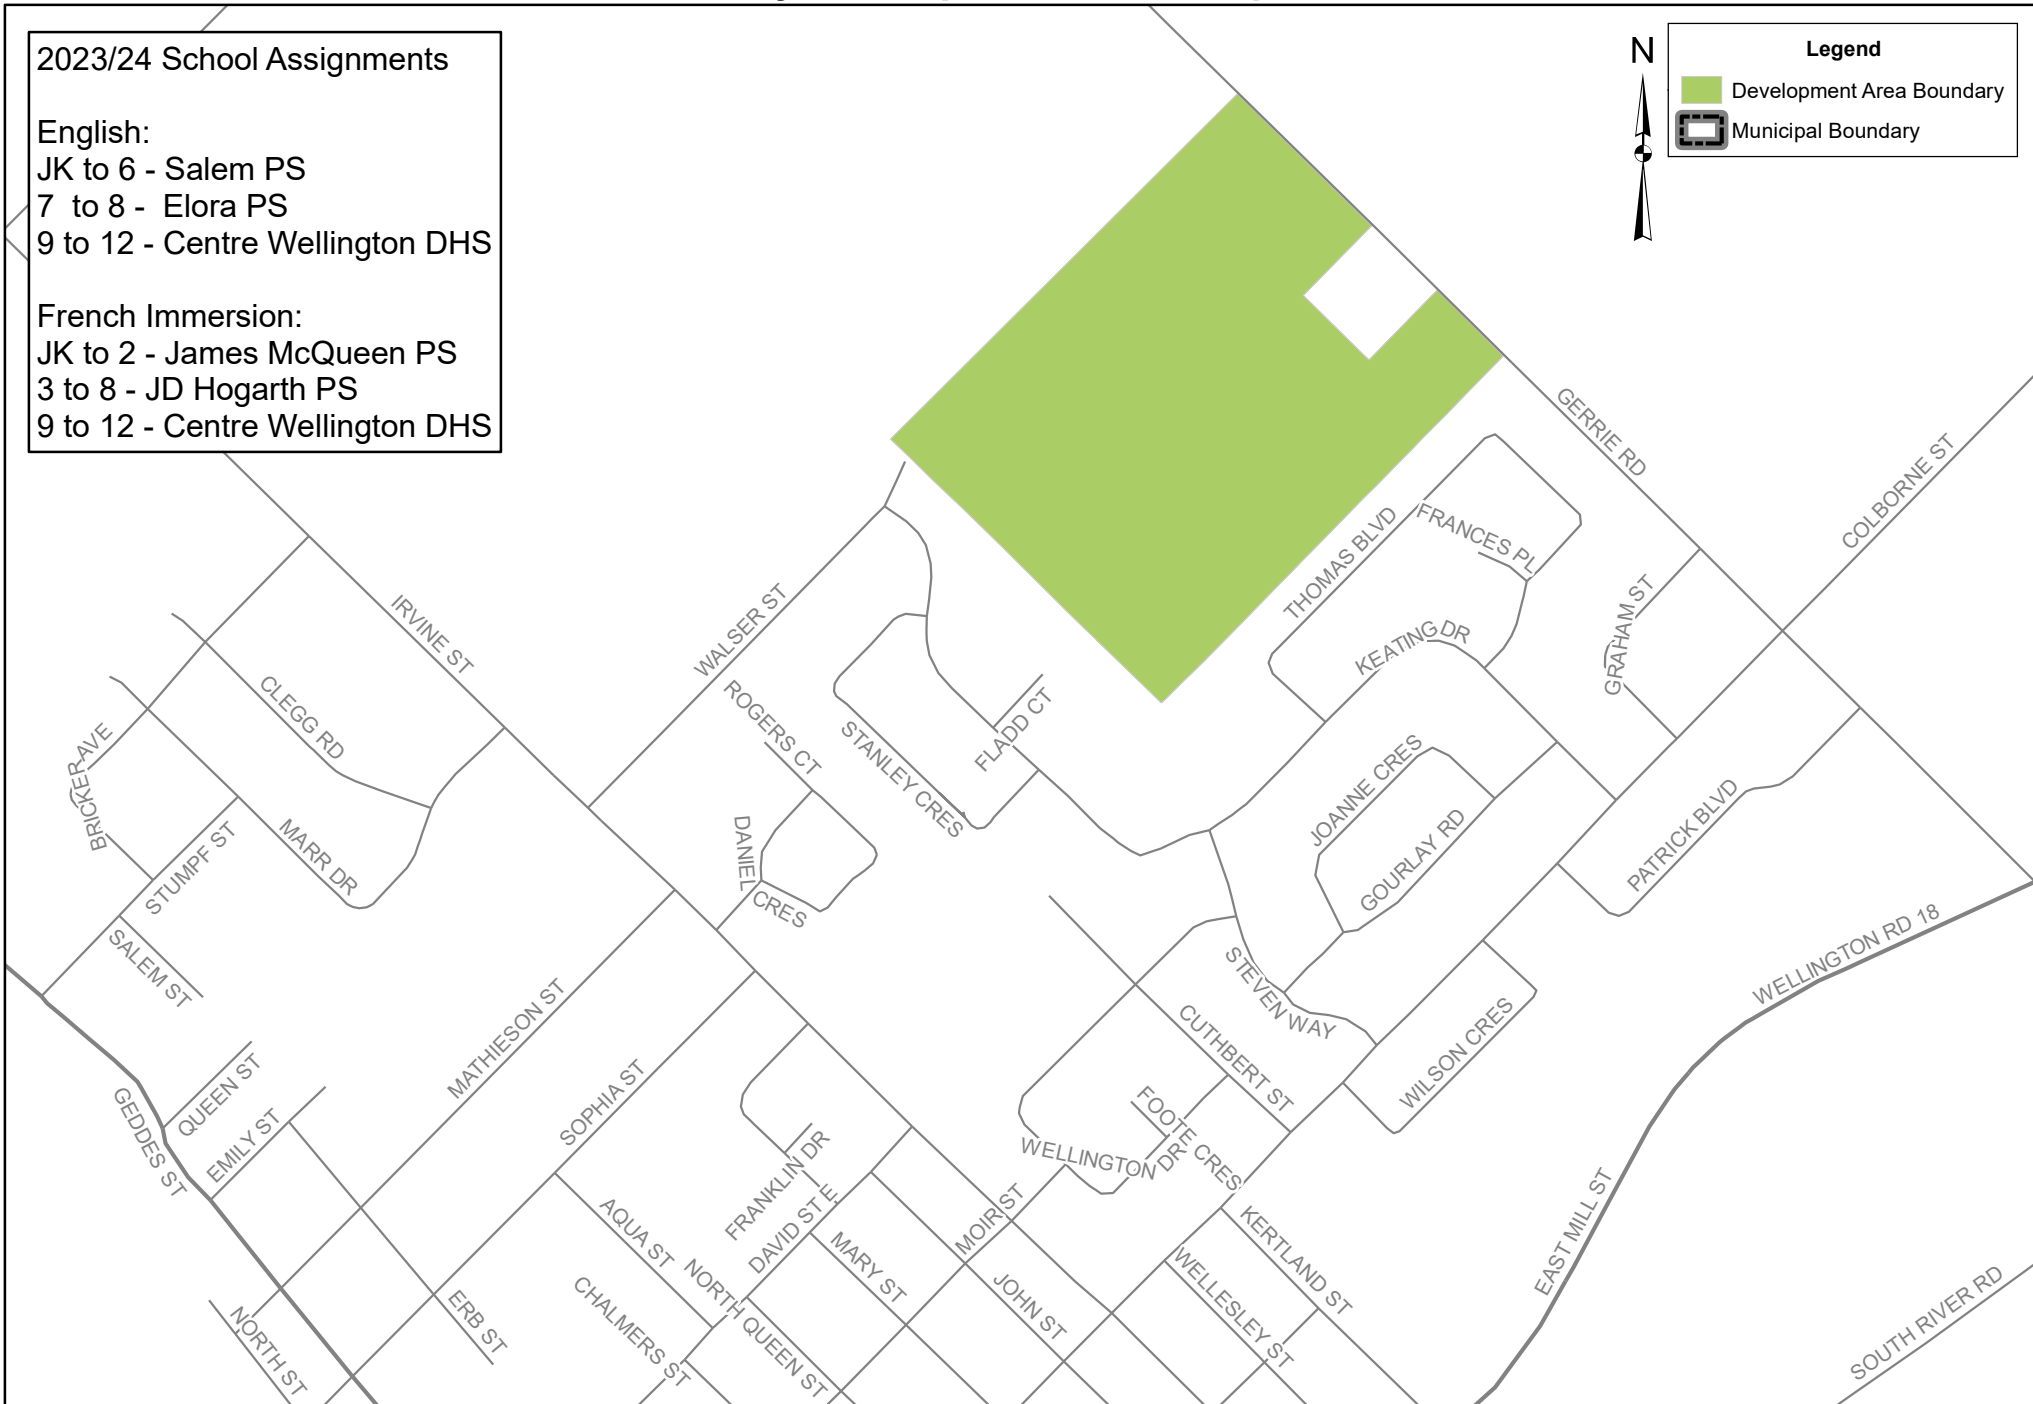 2023/24 School Assignments
English:
JK to 6 - Salem PS
7  to 8 -  Elora PS
9 to 12 - Centre Wellington DHS
French Immersion:
JK to 2 - James McQueen PS
3 to 8 - JD Hogarth PS
9 to 12 - Centre Wellington DHS
N
Legend
Development Area Boundary
Municipal Boundary
GERRIE RD
COLBORNE ST
THOMAS BLVD
FRANCES PL
GRAHAM ST
KEATING DR
IRVINE ST
WALSER ST
CLEGG RD
ROGERS CT
STANLEY CRES
FLADD CT
BRICKER AVE
JOANNE CRES
GOURLAY RD
PATRICK BLVD
MARR DR
STUMPF ST
DANIEL CRES
SALEM ST
STEVEN WAY
WELLINGTON RD 18
MATHIESON ST
CUTHBERT ST
WILSON CRES
QUEEN ST
SOPHIA ST
GEDDES ST
EMILY ST
FOOTE CRES
WELLINGTON DR
FRANKLIN DR
DAVID ST E
AQUA ST
MOIR ST
MARY ST
KERTLAND ST
EAST MILL ST
NORTH QUEEN ST
JOHN ST
WELLESLEY ST
CHALMERS ST
ERB ST
NORTH ST
SOUTH RIVER RD